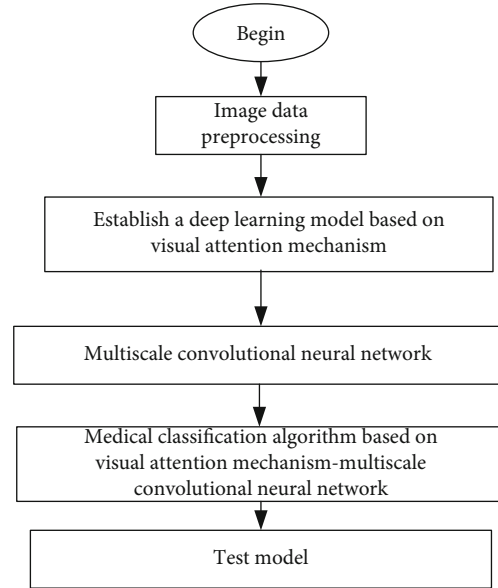 Begin
Image data
preprocessing
Establish a deep learning model based on
visual attention mechanism
Multiscale convolutional neural network
Medical classification algorithm based on
visual attention mechanism-multiscale
convolutional neural network
Test model